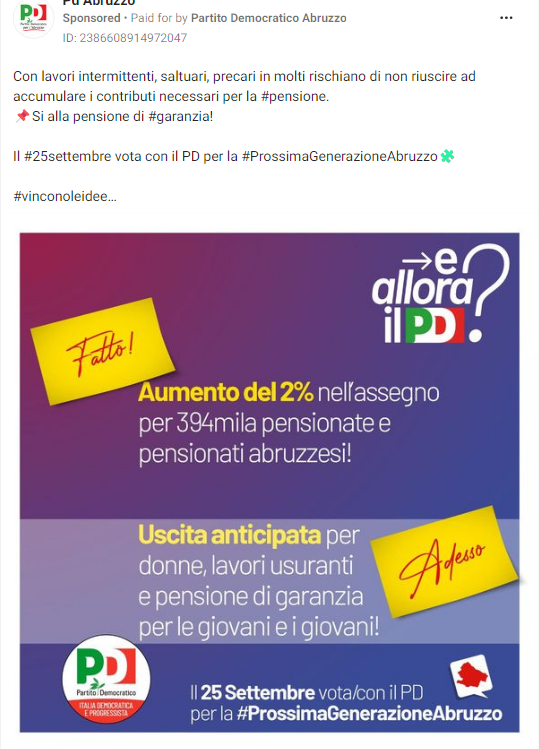 Pd Abruzzo
Sponsored • Paid for by Partito Democratico Abruzzo
ID: 2386608914972047
Con lavori intermittenti, saltuari, precari in molti rischiano di non riuscire ad
accumulare i contributi necessari per la #pensione.
📌Si alla pensione di #garanzia!
Il #25settembre vota con il PD per la #ProssimaGenerazioneAbruzzo
#vinconoleidee...
→e
allora
il PD?
Fatto!
Aumento del 2% nell'assegno
per 394mila pensionate e
pensionati abruzzesi!
Uscita anticipata per
donne, lavori usuranti
e pensione di garanzia
per le giovani e i giovani!
Adesso
PD
Partito Democratico
ITALIA DEMOCRATICA
E PROGRESSISTA
Il 25 Settembre vota/con il PD
per la #ProssimaGenerazioneAbruzzo